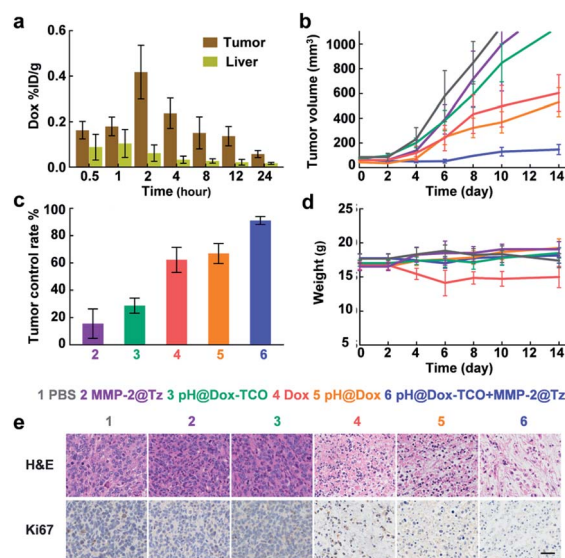 a
Dox %ID/g
0.6
0.4
0.2
0.0
Tumor
Liver
0.5 1 2 4 8 12 24
Time (hour)
b
Tumor volume (mm³)
1000
800
600
400
200
0
0 2 4 6 8 10 12 14
Time (day)
c
Tumor control rate %
100
80
60
40
20
0
2 3 4 5 6
d
Weight (g)
25
20
15
10
5
0 2 4 6 8 10 12 14
Time (day)
1 PBS 2 MMP-2@Tz 3 pH@Dox-TCO 4 Dox 5 pH@Dox 6 pH@Dox-TCO+MMP-2@Tz
e
1 2 3 4 5 6
H&E
Ki67